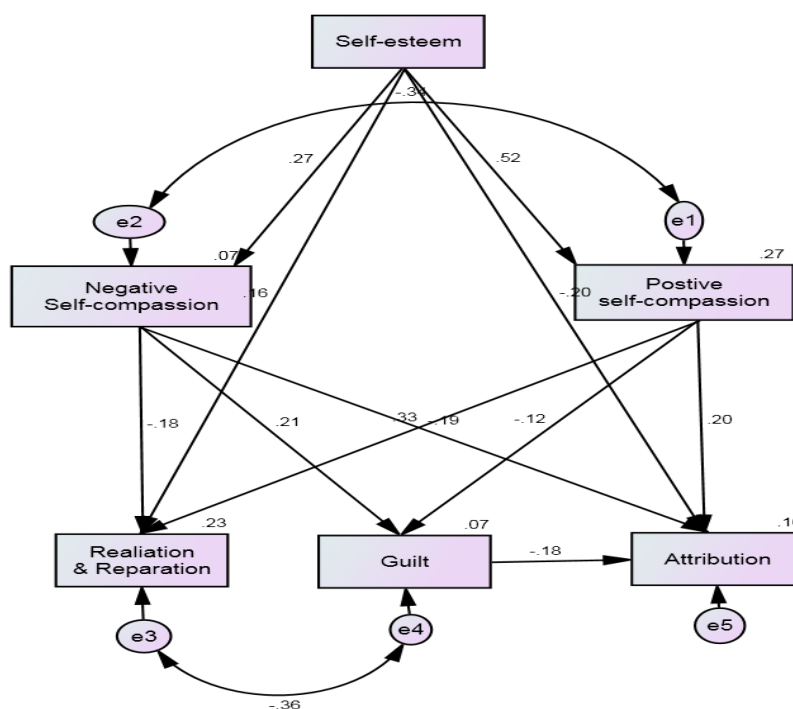 Self-esteem
-.34
.27
.52
e2
e1
.07
.27
Negative
Self-compassion
Postive
self-compassion
.16
-.20
-.18
.21
.33
-.19
-.12
.20
.23
.07
Realiation
& Reparation
Guilt
-.18
Attribution
e3
e4
e5
-.36